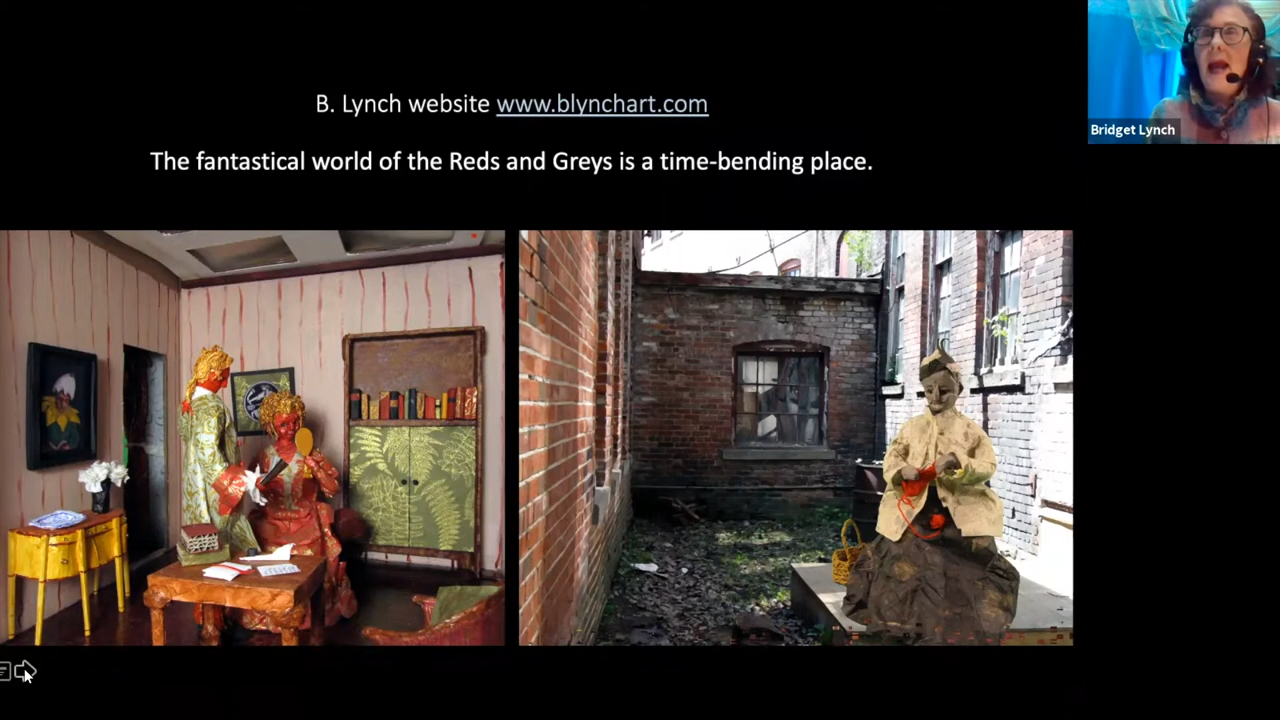 B. Lynch website www.blynchart.com
The fantastical world of the Reds and Greys is a time-bending place.
Bridget Lynch